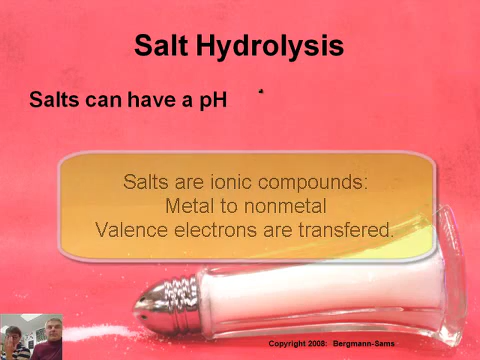 Salt Hydrolysis
Salts can have a pH
Salts are ionic compounds:
Metal to nonmetal
Valence electrons are transfered.
Copyright 2008:  Bergmann-Sams